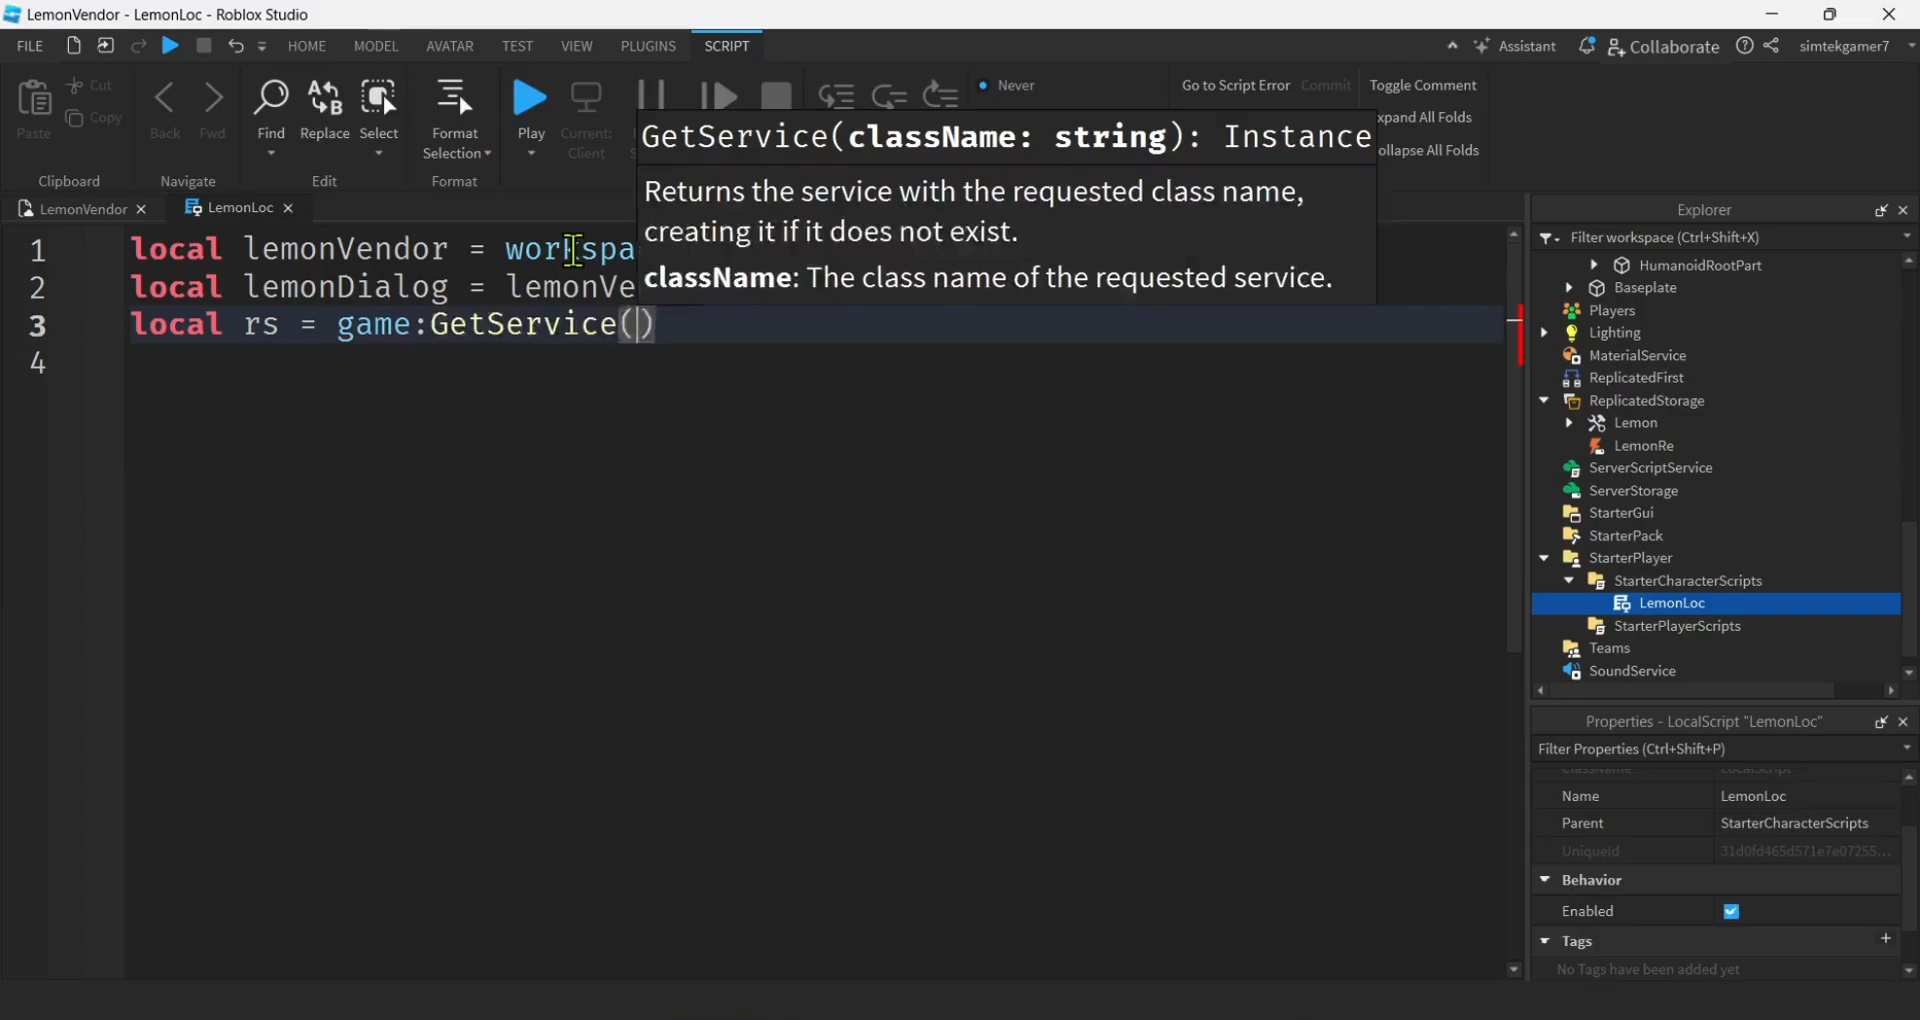 LemonVendor - LemonLoc - Roblox Studio
FILE HOME MODEL AVATAR TEST VIEW PLUGINS SCRIPT Assistant Collaborate simtekgamer7
Cut Never Go to Script Error Commit Toggle Comment
Paste Copy Back Fwd Find Replace Select Format Selection Play Current: Client xpand All Folds
ollapse All Folds
Clipboard Navigate Edit Format
GetService(className: string): Instance
Returns the service with the requested class name,
creating it if it does not exist.
className: The class name of the requested service.
LemonVendor LemonLoc
1 local lemonVendor = workspa
2 local lemonDialog = lemonVe
3 local rs = game:GetService()
4
Explorer
Filter workspace (Ctrl+Shift+X)
HumanoidRootPart
Baseplate
Players
Lighting
MaterialService
ReplicatedFirst
ReplicatedStorage
Lemon
LemonRe
ServerScriptService
ServerStorage
StarterGui
StarterPack
StarterPlayer
StarterCharacterScripts
LemonLoc
StarterPlayerScripts
Teams
SoundService
Properties - LocalScript "LemonLoc"
Filter Properties (Ctrl+Shift+P)
ClassName LocalScript
Name LemonLoc
Parent StarterCharacterScripts
UniqueId 31d0fd465d571e7e07255...
Behavior
Enabled
Tags
No Tags have been added yet